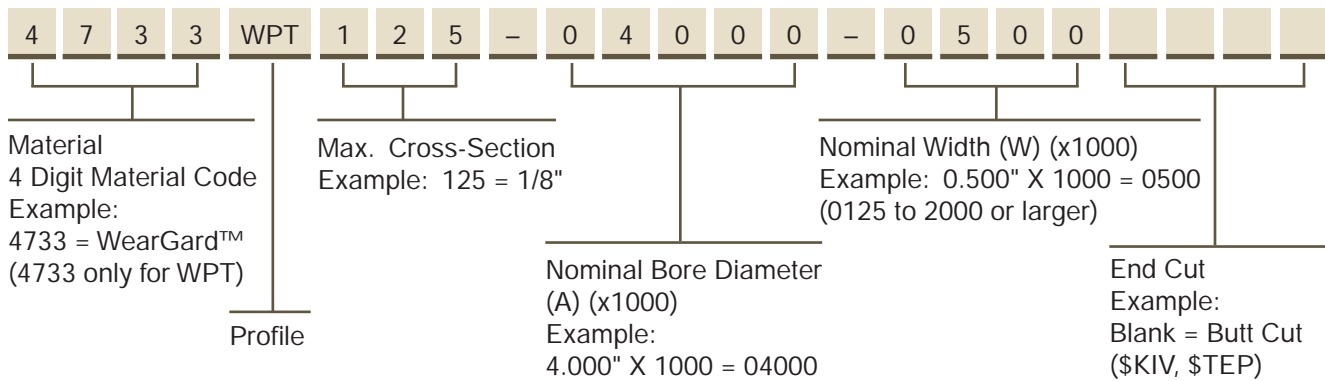 4 7 3 3 WPT 1 2 5 – 0 4 0 0 0 – 0 5 0 0
Material
4 Digit Material Code
Example:
4733 = WearGard™
(4733 only for WPT)
Profile
Max. Cross-Section
Example: 125 = 1/8"
Nominal Bore Diameter
(A) (x1000)
Example:
4.000" X 1000 = 04000
Nominal Width (W) (x1000)
Example: 0.500" X 1000 = 0500
(0125 to 2000 or larger)
End Cut
Example:
Blank = Butt Cut
($KIV, $TEP)